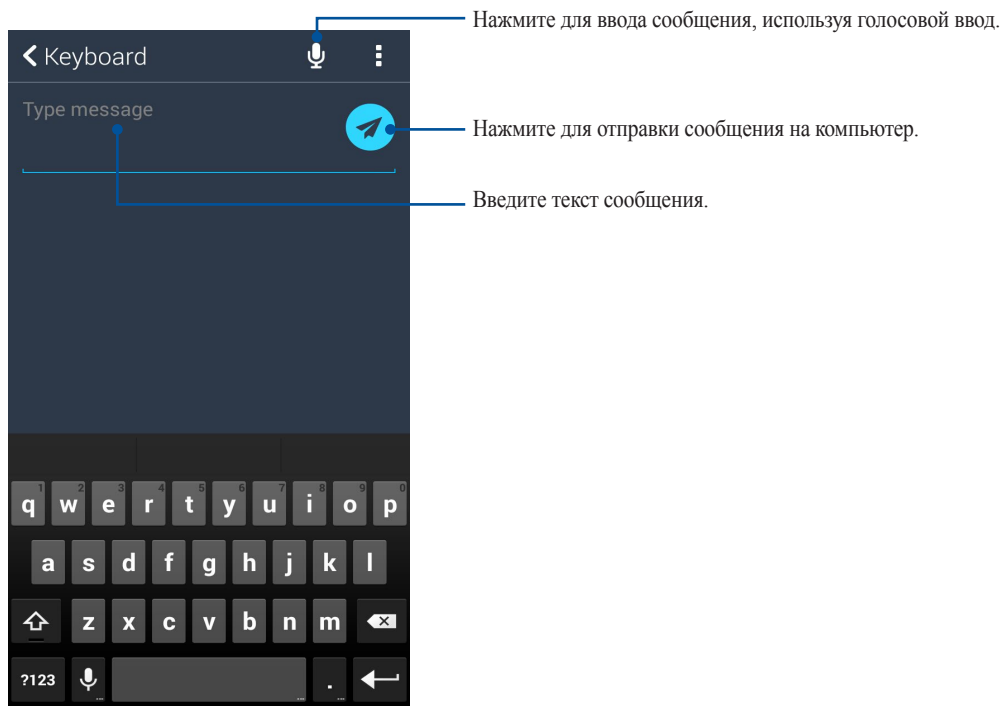 Нажмите для ввода сообщения, используя голосовой ввод.
Keyboard
Type message
Нажмите для отправки сообщения на компьютер.
Введите текст сообщения.
1 2 3 4 5 6 7 8 9 0
q w e r t y u i o p
a s d f g h j k l
z x c v b n m
?123 .